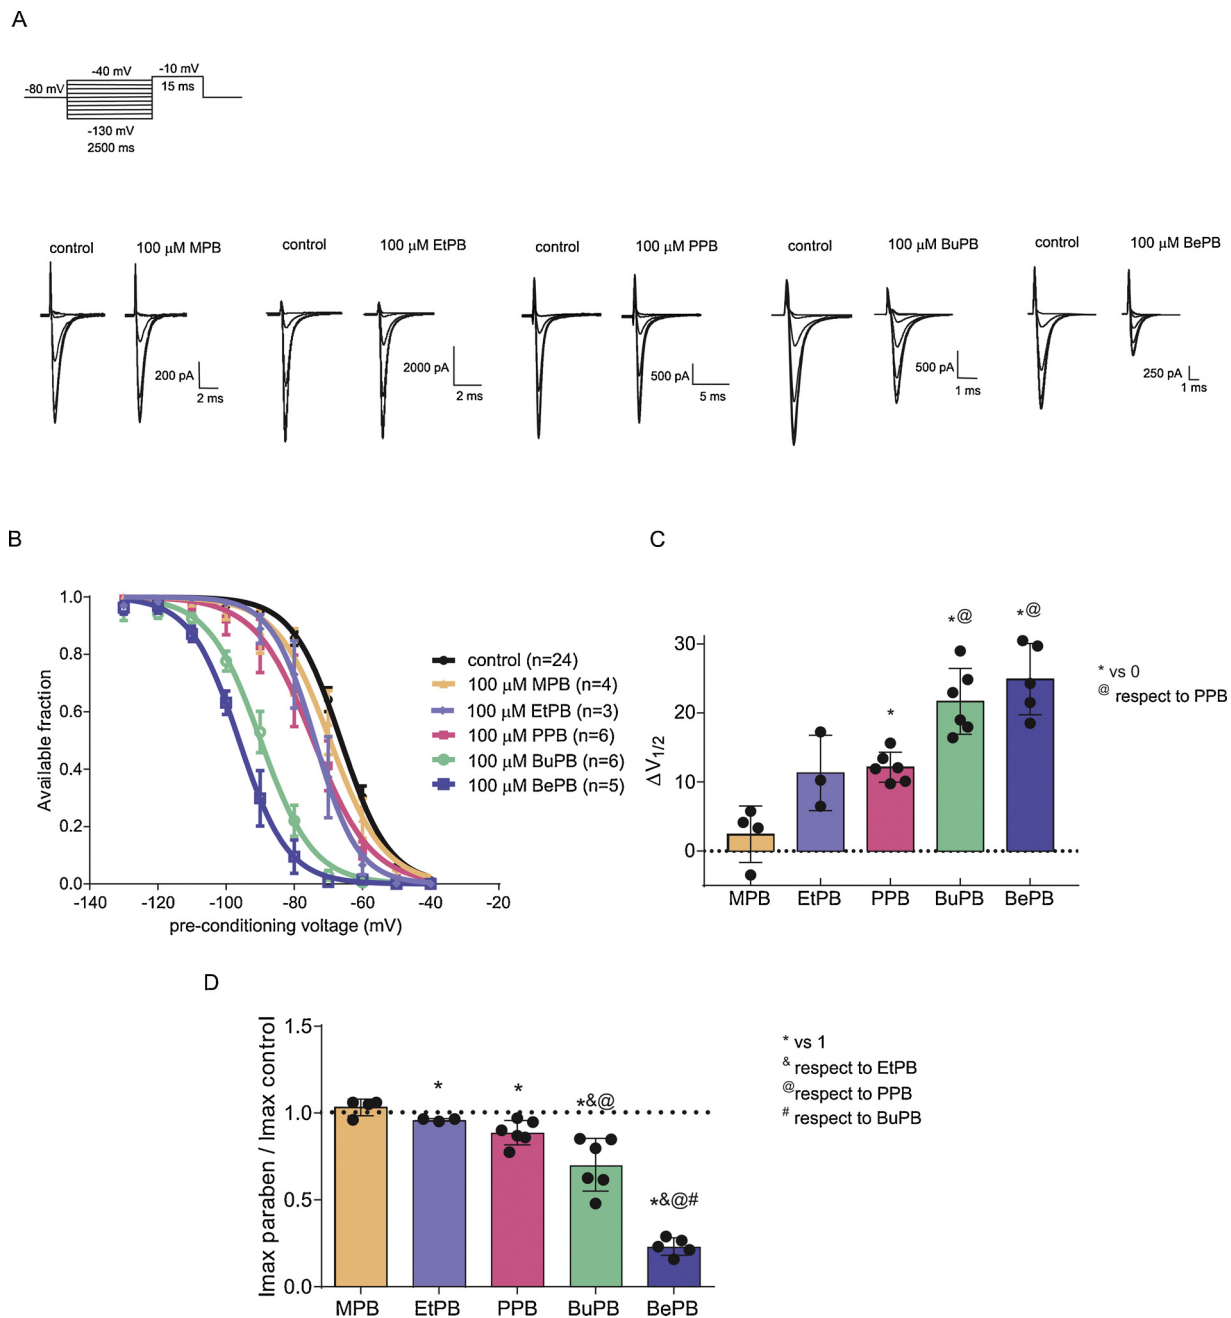 A
-40 mV
-10 mV
-80 mV
15 ms
-130 mV
2500 ms
control 100 μM MPB
control 100 μM EtPB
control 100 μM PPB
control 100 μM BuPB
control 100 μM BePB
200 pA
2 ms
2000 pA
2 ms
500 pA
5 ms
500 pA
1 ms
250 pA
1 ms
B
Available fraction
1.0
0.8
0.6
0.4
0.2
0.0
-140 -120 -100 -80 -60 -40 -20
pre-conditioning voltage (mV)
control (n=24)
100 μM MPB (n=4)
100 μM EtPB (n=3)
100 μM PPB (n=6)
100 μM BuPB (n=6)
100 μM BePB (n=5)
C
ΔV1/2
30
20
10
0
*
*@
*@
MPB EtPB PPB BuPB BePB
* vs 0
@ respect to PPB
D
Imax paraben / Imax control
1.5
1.0
0.5
0.0
*
*
*&@
*&@#
MPB EtPB PPB BuPB BePB
* vs 1
& respect to EtPB
@respect to PPB
# respect to BuPB